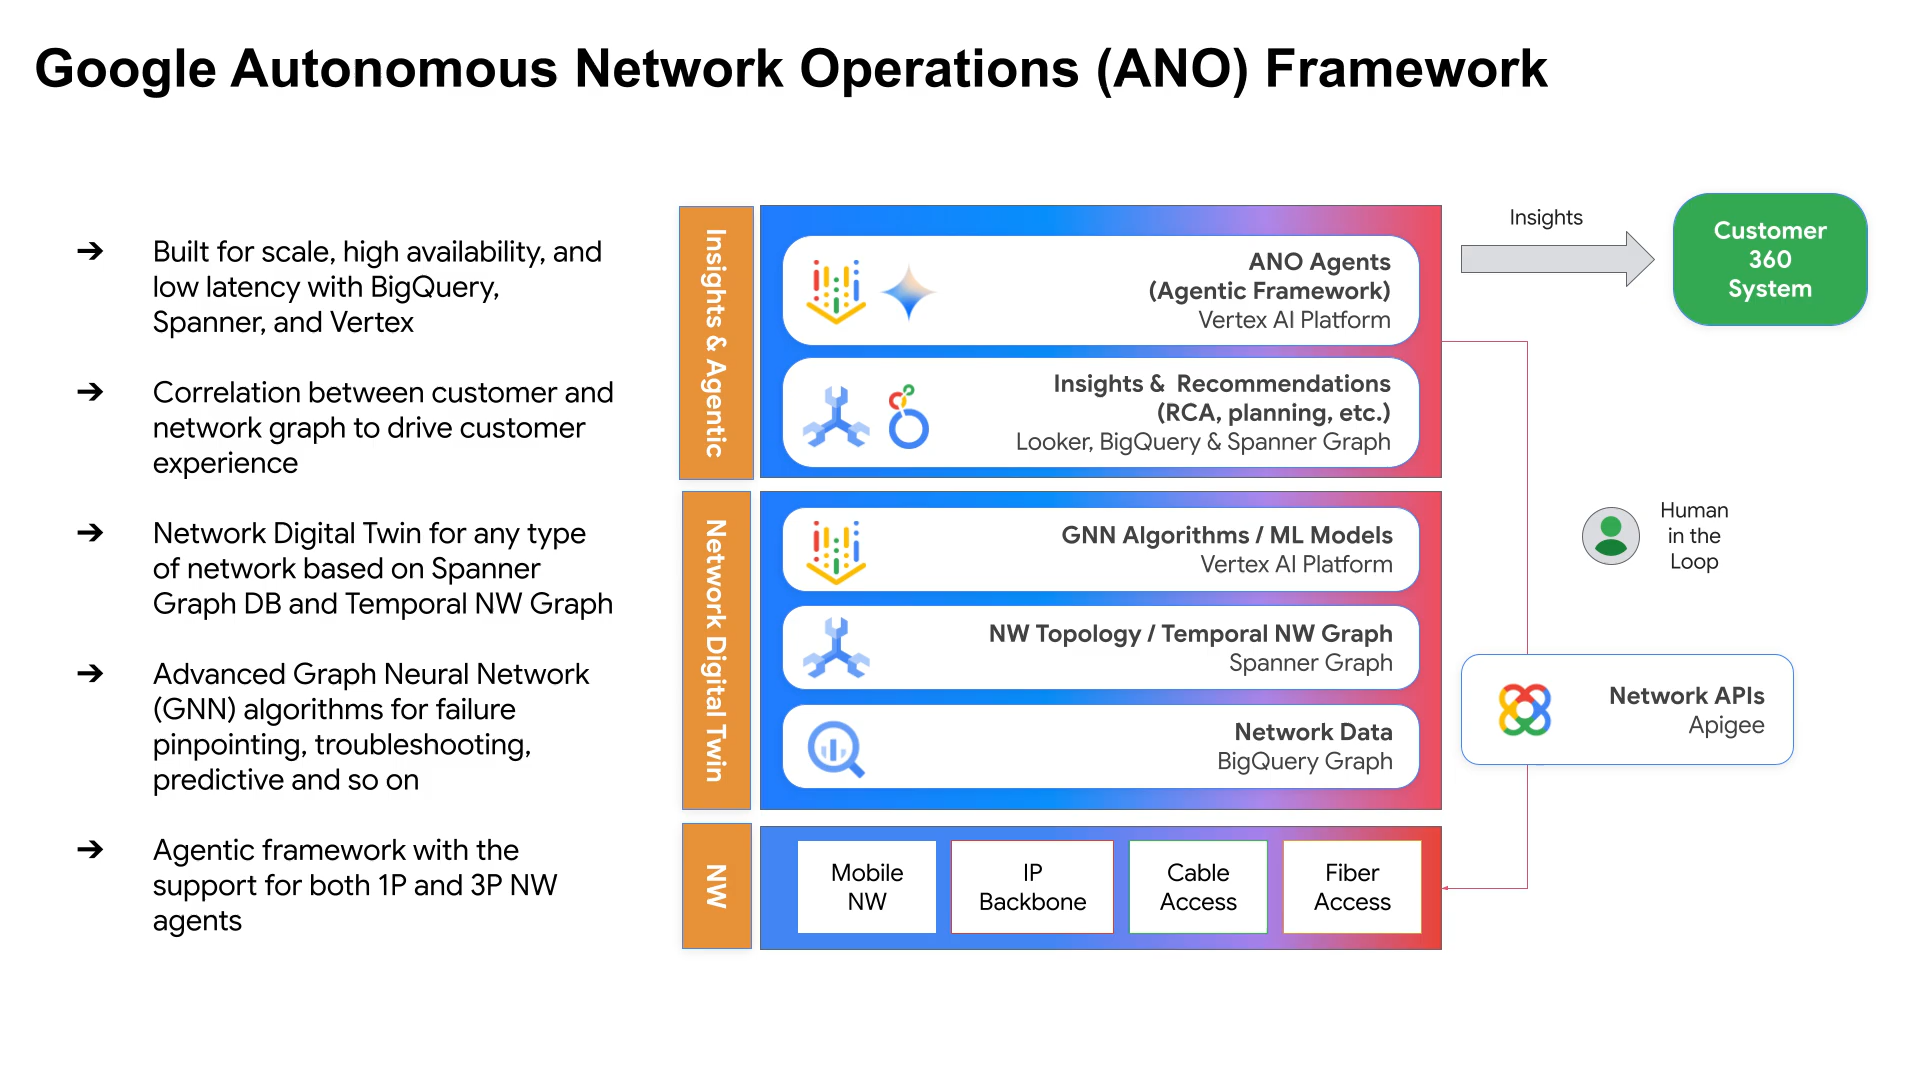 Google Autonomous Network Operations (ANO) Framework
➔ Built for scale, high availability, and
low latency with BigQuery,
Spanner, and Vertex
➔ Correlation between customer and
network graph to drive customer
experience
➔ Network Digital Twin for any type
of network based on Spanner
Graph DB and Temporal NW Graph
➔ Advanced Graph Neural Network
(GNN) algorithms for failure
pinpointing, troubleshooting,
predictive and so on
➔ Agentic framework with the
support for both 1P and 3P NW
agents
Insights & Agentic
ANO Agents
(Agentic Framework)
Vertex AI Platform
Insights & Recommendations
(RCA, planning, etc.)
Looker, BigQuery & Spanner Graph
Network Digital Twin
GNN Algorithms / ML Models
Vertex AI Platform
NW Topology / Temporal NW Graph
Spanner Graph
Network Data
BigQuery Graph
NW
Mobile
NW
IP
Backbone
Cable
Access
Fiber
Access
Insights
Customer
360
System
Human
in the
Loop
Network APIs
Apigee